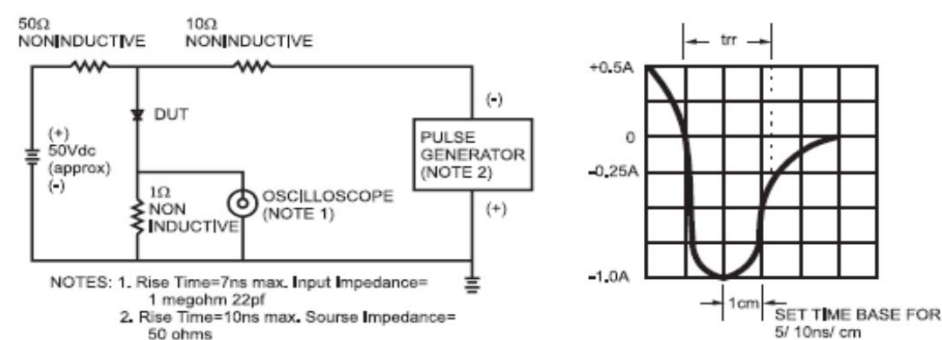 50Ω
NONINDUCTIVE
10Ω
NONINDUCTIVE
DUT
(+)
50Vdc
(approx)
(-)
1Ω
NON
INDUCTIVE
OSCILLOSCOPE
(NOTE 1)
(-)
PULSE
GENERATOR
(NOTE 2)
(+)
NOTES: 1. Rise Time=7ns max. Input Impedance=
1 megohm 22pf
2. Rise Time=10ns max. Sourse Impedance=
50 ohms
trr
+0.5A
0
-0.25A
-1.0A
1cm
SET TIME BASE FOR
5/ 10ns/ cm